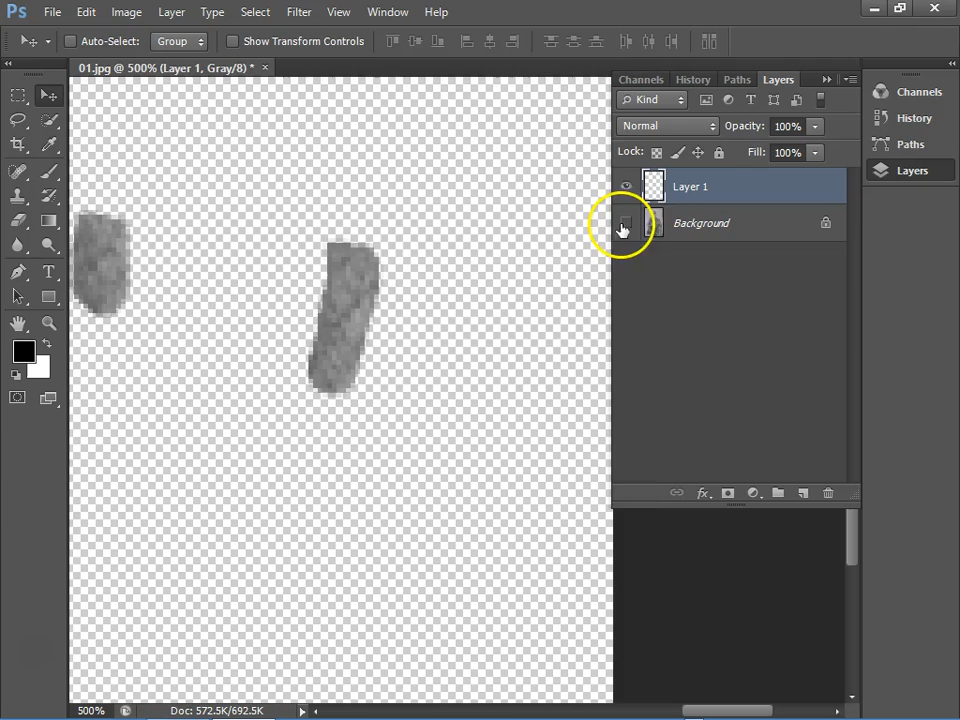 Ps File Edit Image Layer Type Select Filter View Window Help
Auto-Select: Group Show Transform Controls
01.jpg @ 500% (Layer 1, Gray/8) * ×
Channels History Paths Layers
Kind
Normal Opacity: 100%
Lock: Fill: 100%
Layer 1
Background
fx
T
Channels
History
Paths
Layers
500% Doc: 572.5K/692.5K